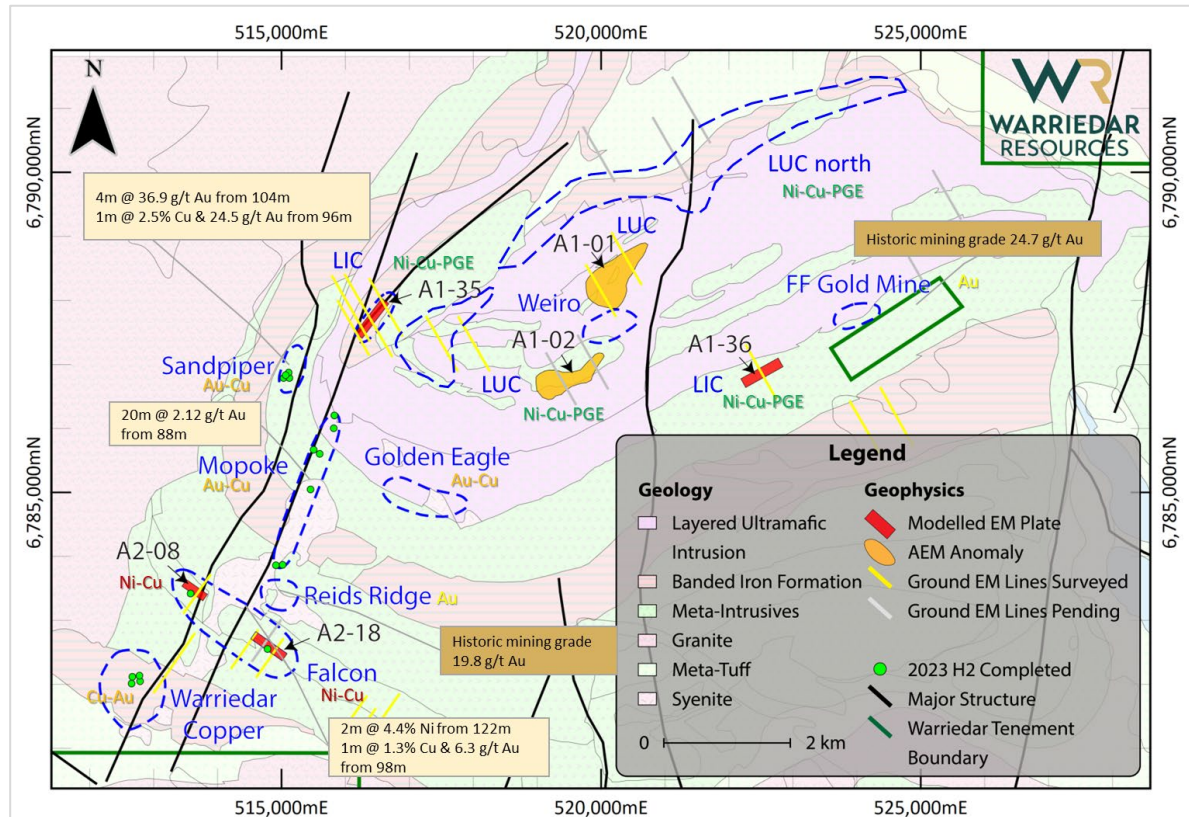 515,000mE
520,000mE
525,000mE
N
WR
WARRIEDAR
RESOURCES
6,790,000mN
6,790,000mN
4m @ 36.9 g/t Au from 104m
1m @ 2.5% Cu & 24.5 g/t Au from 96m
LUC north
Ni-Cu-PGE
LUC
A1-01
Historic mining grade 24.7 g/t Au
LIC
Ni-Cu-PGE
A1-35
FF Gold Mine
Au
Weiro
A1-02
A1-36
Sandpiper
Au-Cu
LUC
LIC
Ni-Cu-PGE
Ni-Cu-PGE
20m @ 2.12 g/t Au
from 88m
Mopoke
Au-Cu
Golden Eagle
Au-Cu
6,785,000mN
6,785,000mN
A2-08
Ni-Cu
Reids Ridge
Au
A2-18
Historic mining grade
19.8 g/t Au
Falcon
Ni-Cu
Cu-Au
Warriedar
Copper
2m @ 4.4% Ni from 122m
1m @ 1.3% Cu & 6.3 g/t Au
from 98m
Legend
Geology
Layered Ultramafic
Intrusion
Banded Iron Formation
Meta-Intrusives
Granite
Meta-Tuff
Syenite
0
2 km
Geophysics
Modelled EM Plate
AEM Anomaly
Ground EM Lines Surveyed
Ground EM Lines Pending
2023 H2 Completed
Major Structure
Warriedar Tenement
Boundary
515,000mE
520,000mE
525,000mE